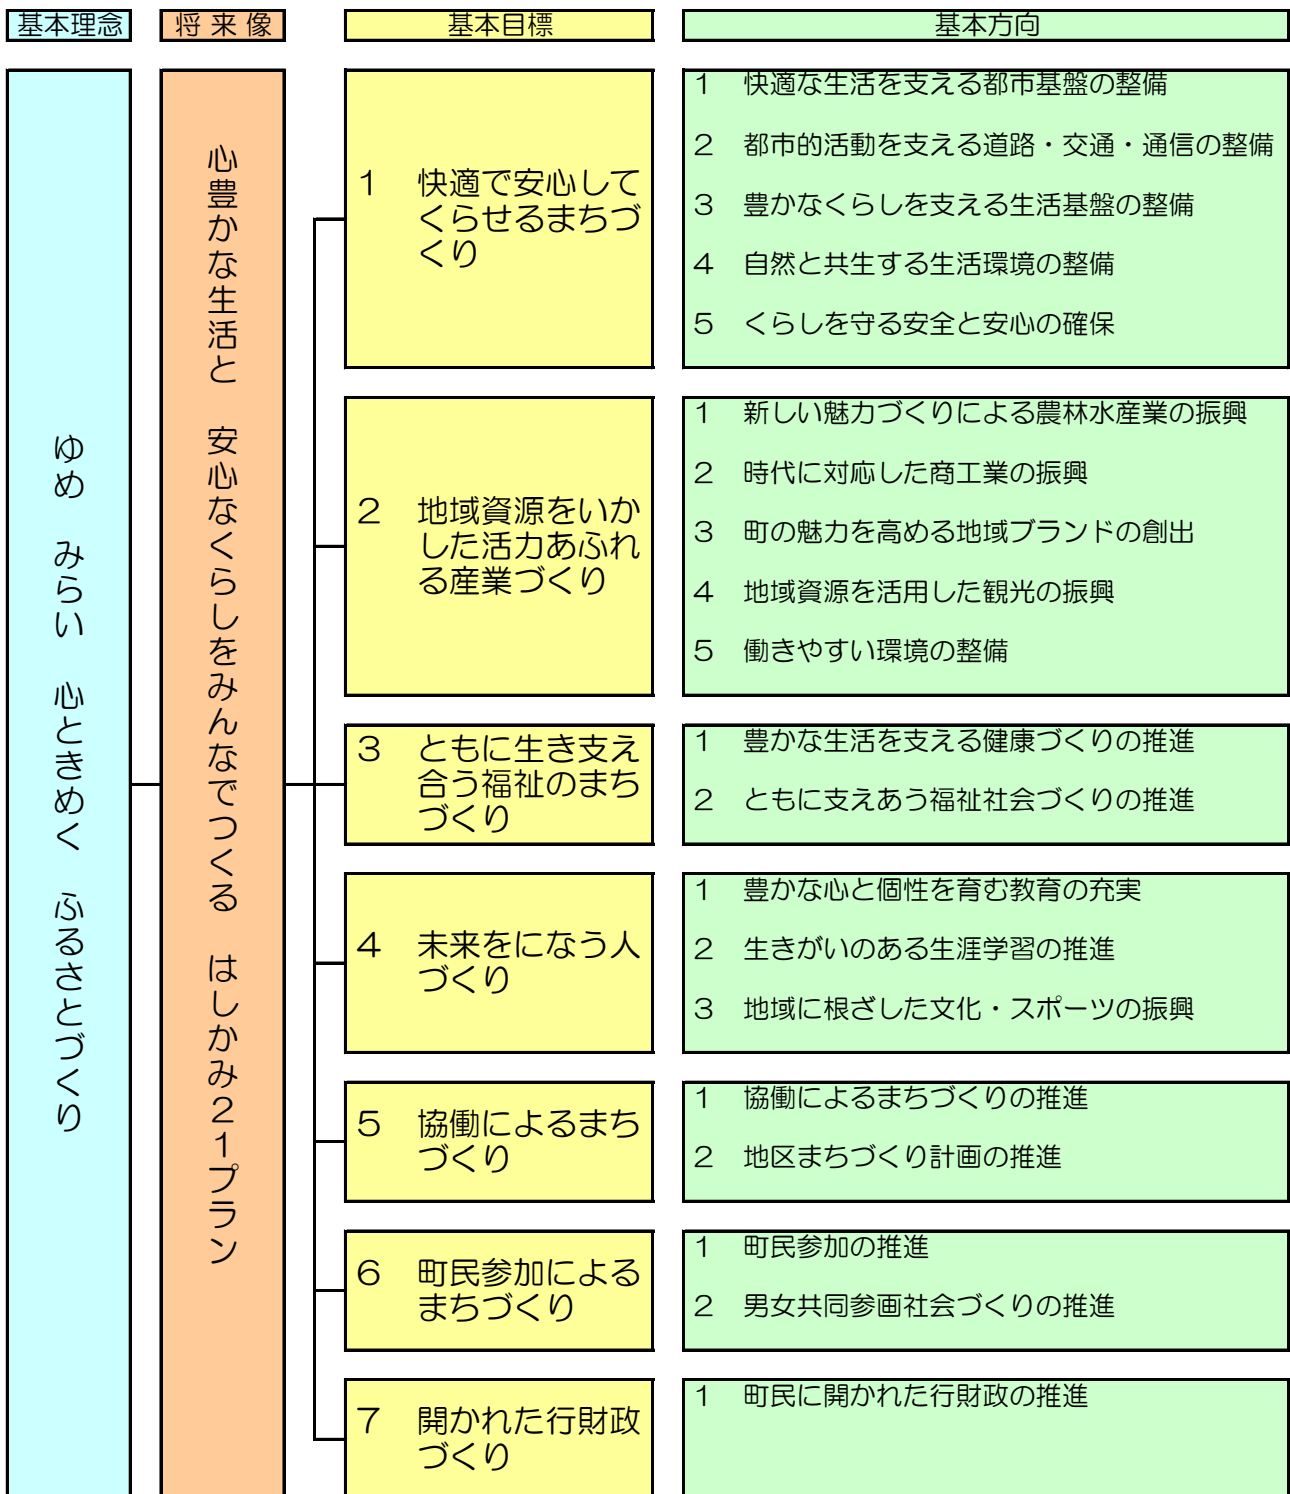 基本理念
将来像
基本目標
基本方向
ゆめ　みらい　心ときめく　ふるさとづくり
心豊かな生活と　安心なくらしをみんなでつくる　はしかみ２１プラン
１　快適で安心して
くらせるまちづ
くり
１　快適な生活を支える都市基盤の整備
２　都市的活動を支える道路・交通・通信の整備
３　豊かなくらしを支える生活基盤の整備
４　自然と共生する生活環境の整備
５　くらしを守る安全と安心の確保
２　地域資源をいか
した活力あふれ
る産業づくり
１　新しい魅力づくりによる農林水産業の振興
２　時代に対応した商工業の振興
３　町の魅力を高める地域ブランドの創出
４　地域資源を活用した観光の振興
５　働きやすい環境の整備
３　ともに生き支え
合う福祉のまち
づくり
１　豊かな生活を支える健康づくりの推進
２　ともに支えあう福祉社会づくりの推進
４　未来をになう人
づくり
１　豊かな心と個性を育む教育の充実
２　生きがいのある生涯学習の推進
３　地域に根ざした文化・スポーツの振興
５　協働によるまち
づくり
１　協働によるまちづくりの推進
２　地区まちづくり計画の推進
６　町民参加による
まちづくり
１　町民参加の推進
２　男女共同参画社会づくりの推進
７　開かれた行財政
づくり
１　町民に開かれた行財政の推進